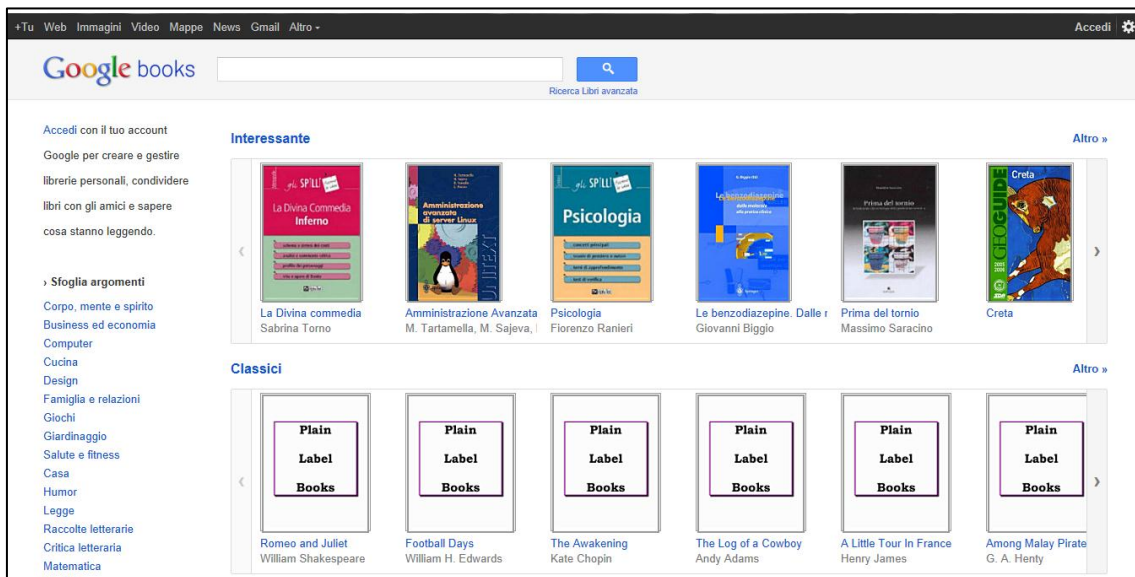 +Tu Web Immagini Video Mappe News Gmail Altro
Accedi
Google books
Ricerca Libri avanzata
Accedi con il tuo account
Google per creare e gestire
librerie personali, condividere
libri con gli amici e sapere
cosa stanno leggendo.
› Sfoglia argomenti
Corpo, mente e spirito
Business ed economia
Computer
Cucina
Design
Famiglia e relazioni
Giochi
Giardinaggio
Salute e fitness
Casa
Humor
Legge
Raccolte letterarie
Critica letteraria
Matematica
Interessante
Altro »
gli SPILLI
La Divina Commedia
Inferno
La Divina commedia
Sabrina Torno
Amministrazione
avanzata
di server Linux
UNITEXT
Amministrazione Avanzata
M. Tartamella, M. Sajeva,
gli SPILLI
Psicologia
Psicologia
Fiorenzo Ranieri
Le benzodiazepine
Le benzodiazepine. Dalle
Giovanni Biggio
Prima del tornio
Prima del tornio
Massimo Saracino
Creta
GEOGUIDE
Creta
Classici
Altro »
Plain
Label
Books
Romeo and Juliet
William Shakespeare
Plain
Label
Books
Football Days
William H. Edwards
Plain
Label
Books
The Awakening
Kate Chopin
Plain
Label
Books
The Log of a Cowboy
Andy Adams
Plain
Label
Books
A Little Tour In France
Henry James
Plain
Label
Books
Among Malay Pirate
G. A. Henty